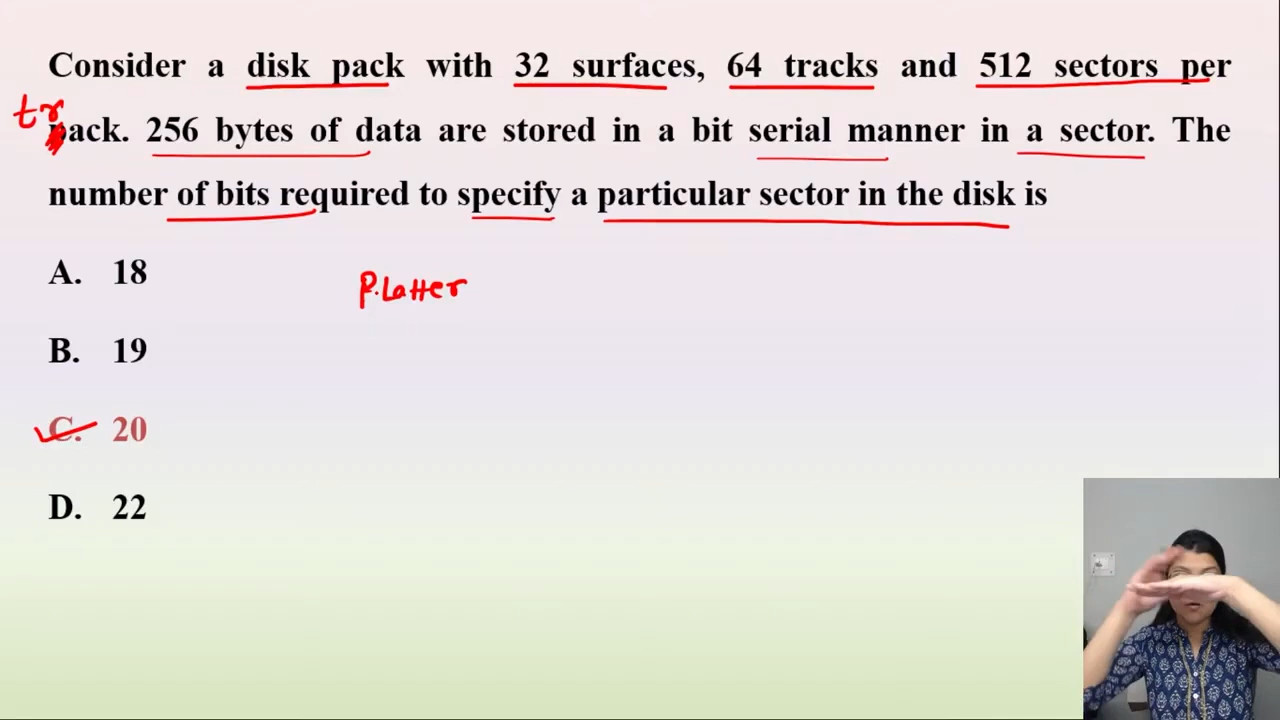 Consider a disk pack with 32 surfaces, 64 tracks and 512 sectors per
tr
pack. 256 bytes of data are stored in a bit serial manner in a sector. The
number of bits required to specify a particular sector in the disk is
A. 18
Platter
B. 19
C. 20
D. 22